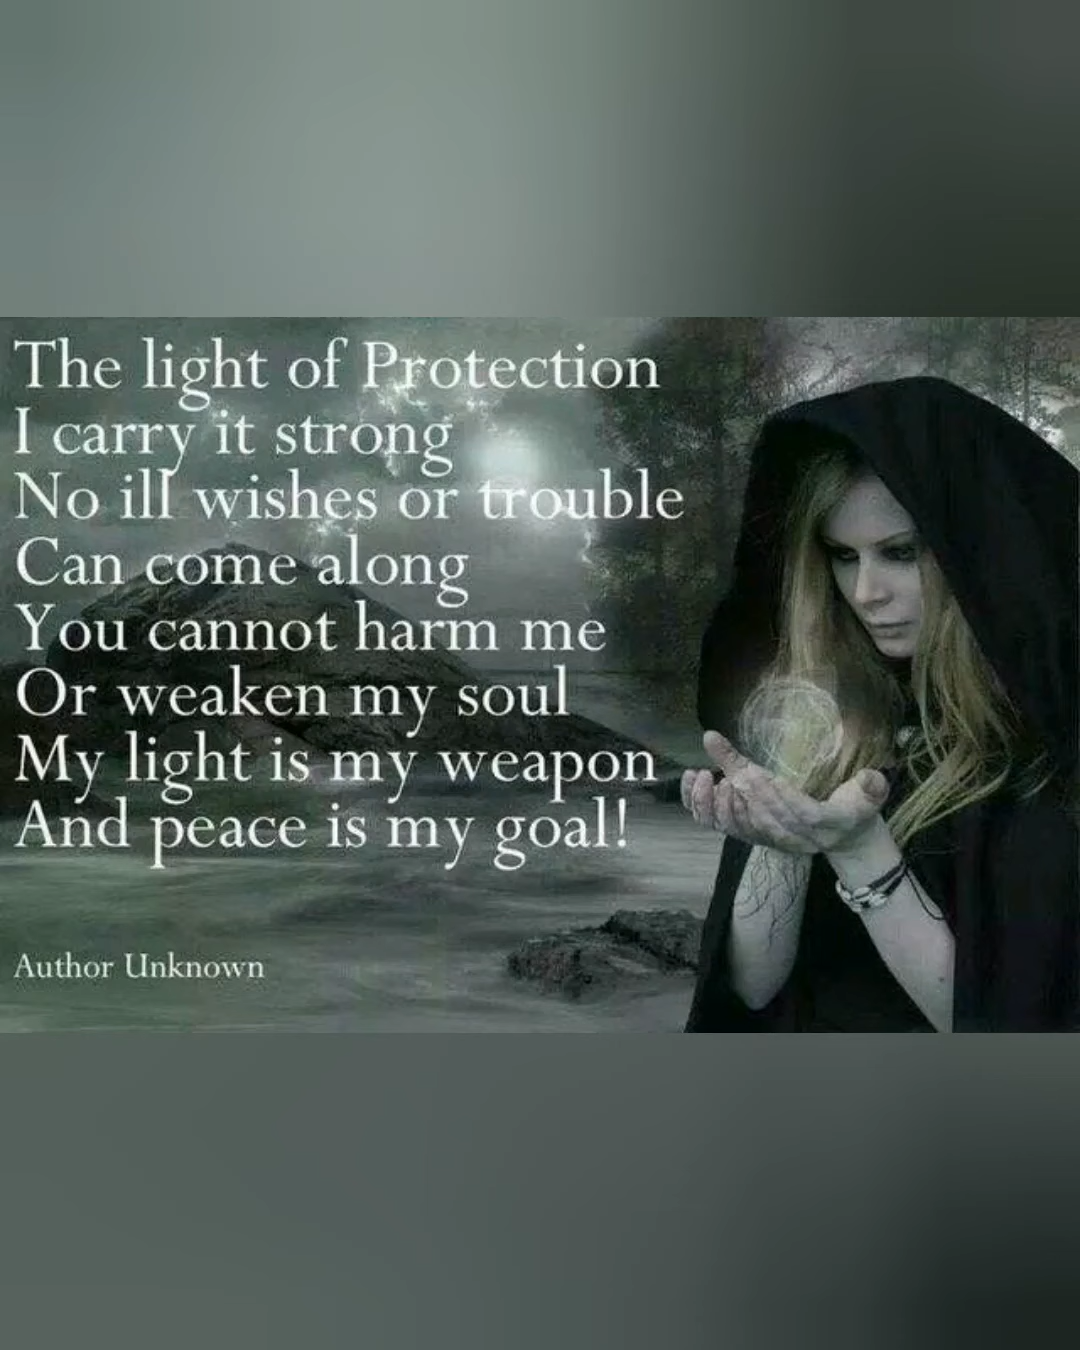 The light of Protection
I carry it strong
No ill wishes or trouble
Can come along
You cannot harm me
Or weaken my soul
My light is my weapon
And peace is my goal!
Author Unknown